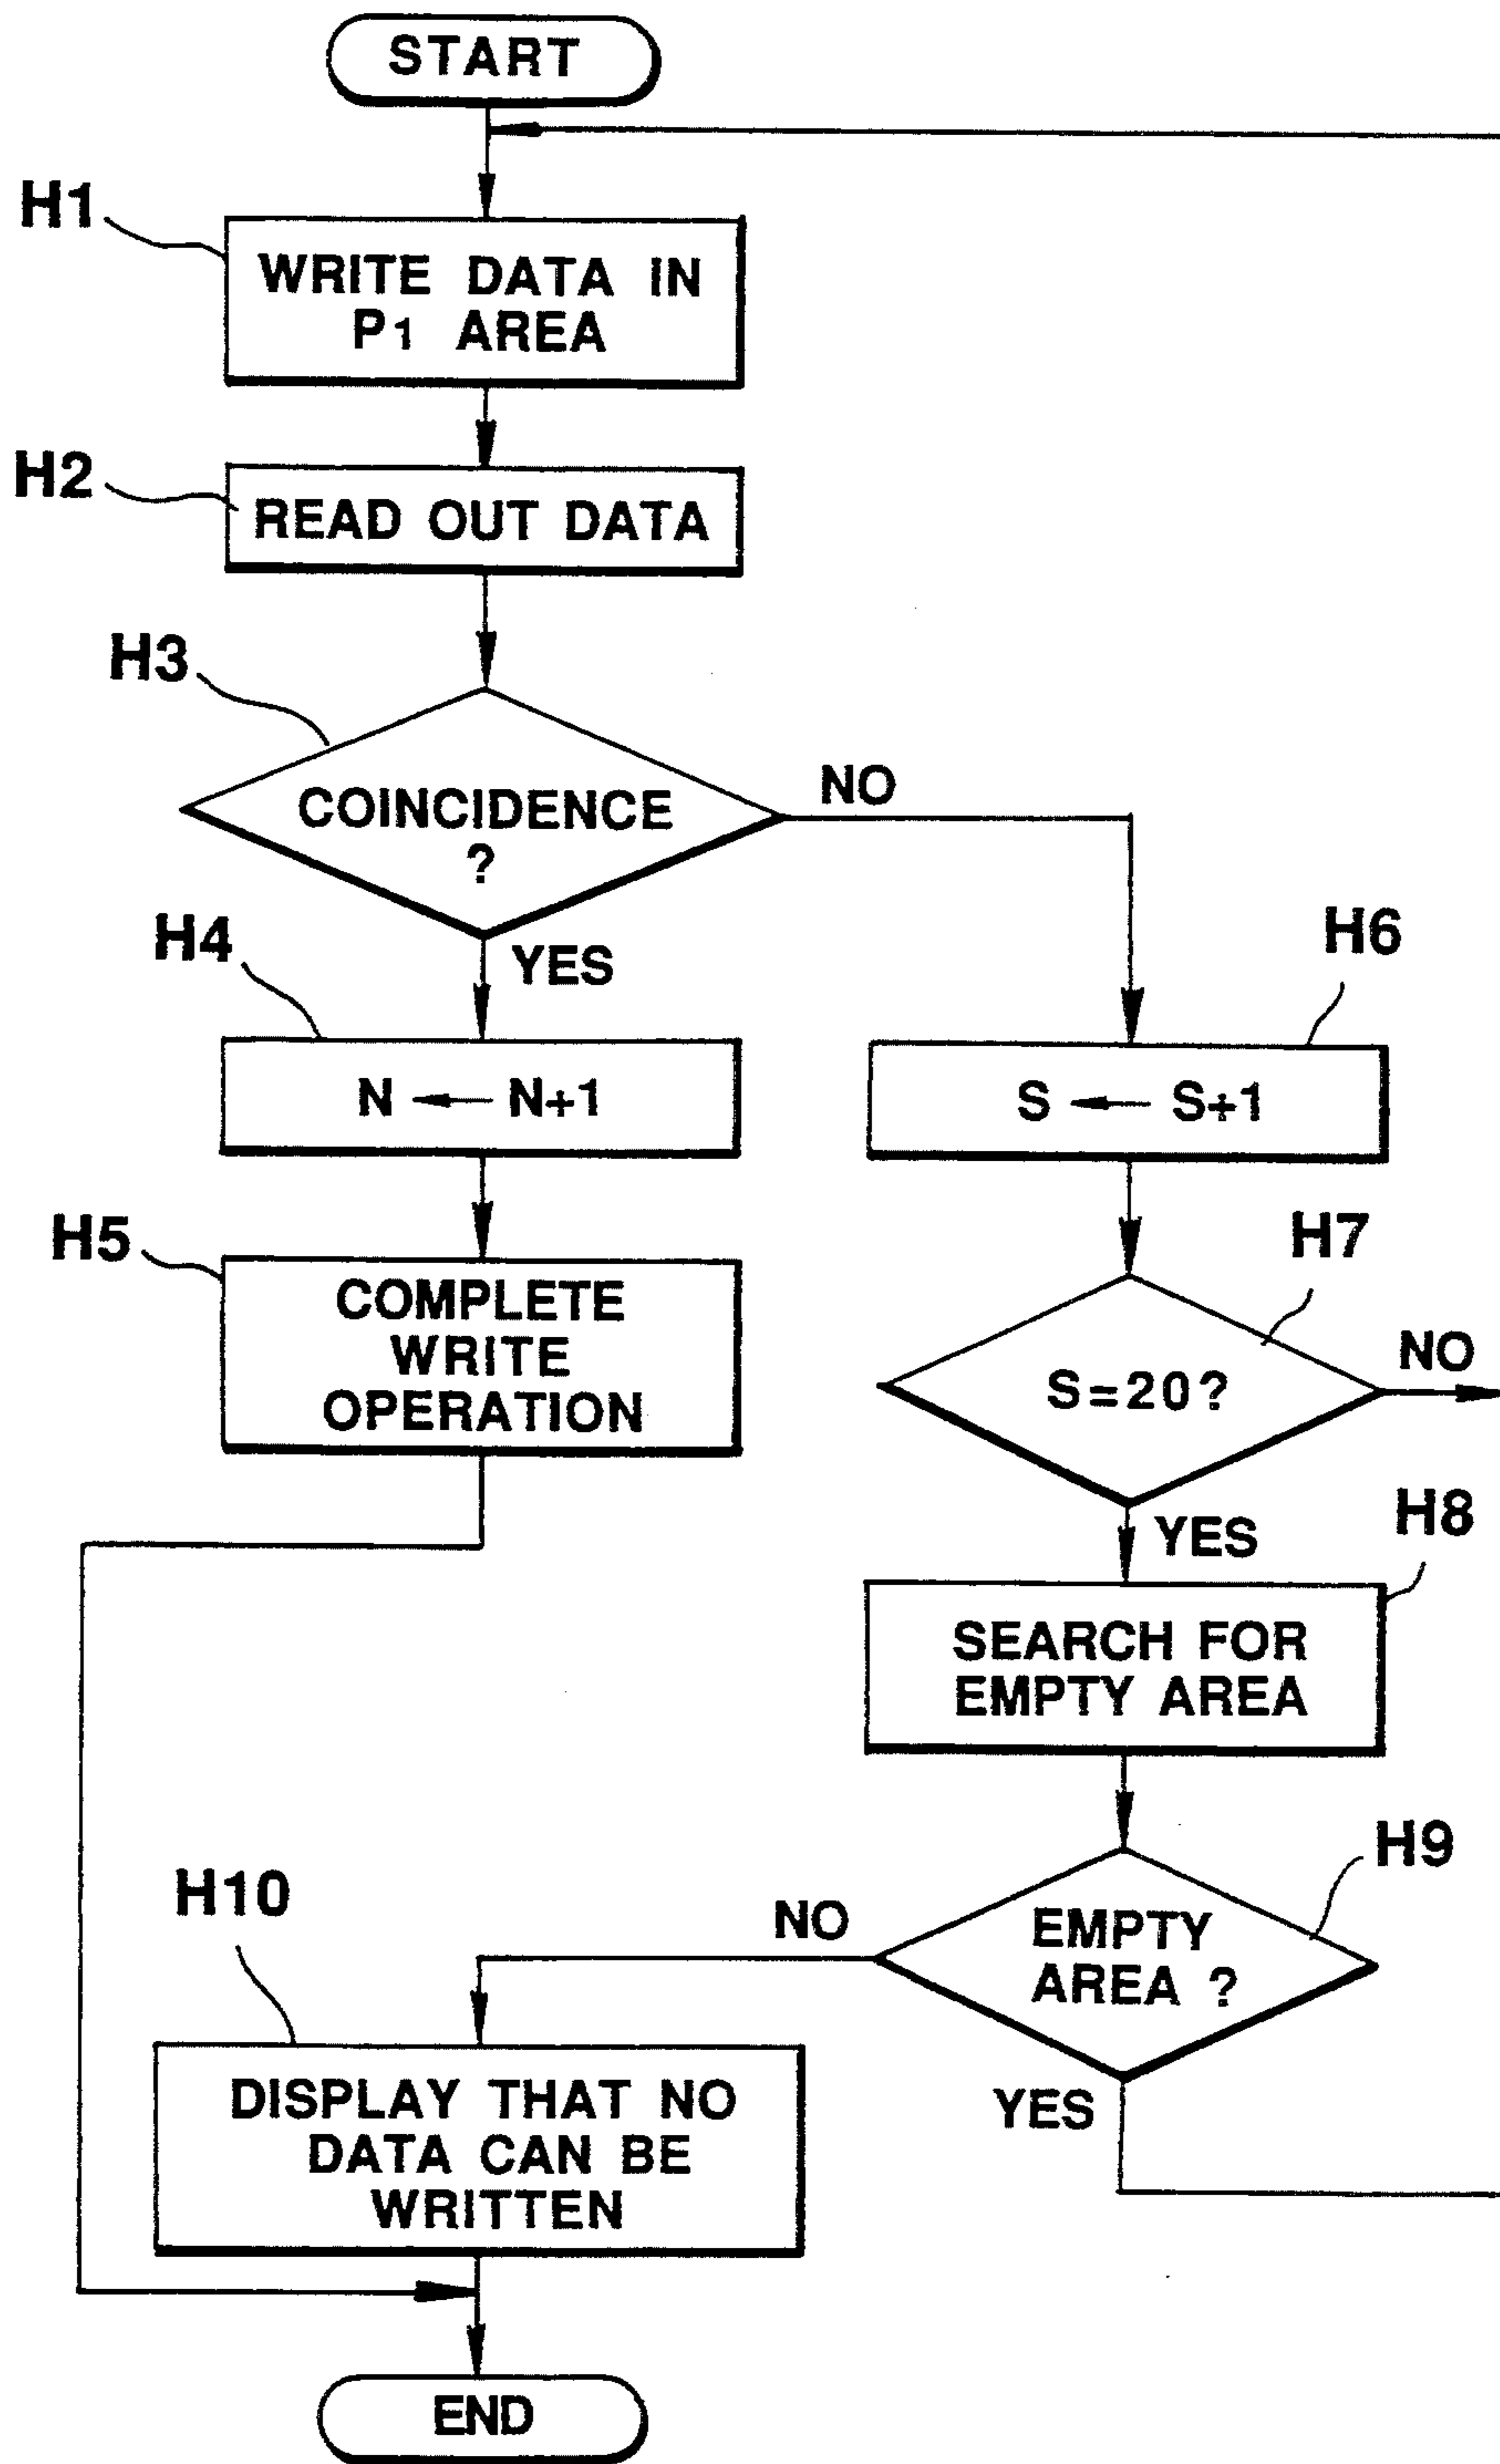 START
H1
WRITE DATA IN
P1 AREA
H2
READ OUT DATA
H3
COINCIDENCE
?
NO
YES
H4
N ← N+1
H5
COMPLETE
WRITE
OPERATION
H6
S ← S+1
H7
S=20?
NO
YES
H8
SEARCH FOR
EMPTY AREA
H9
EMPTY
AREA ?
NO
YES
H10
DISPLAY THAT NO
DATA CAN BE
WRITTEN
END